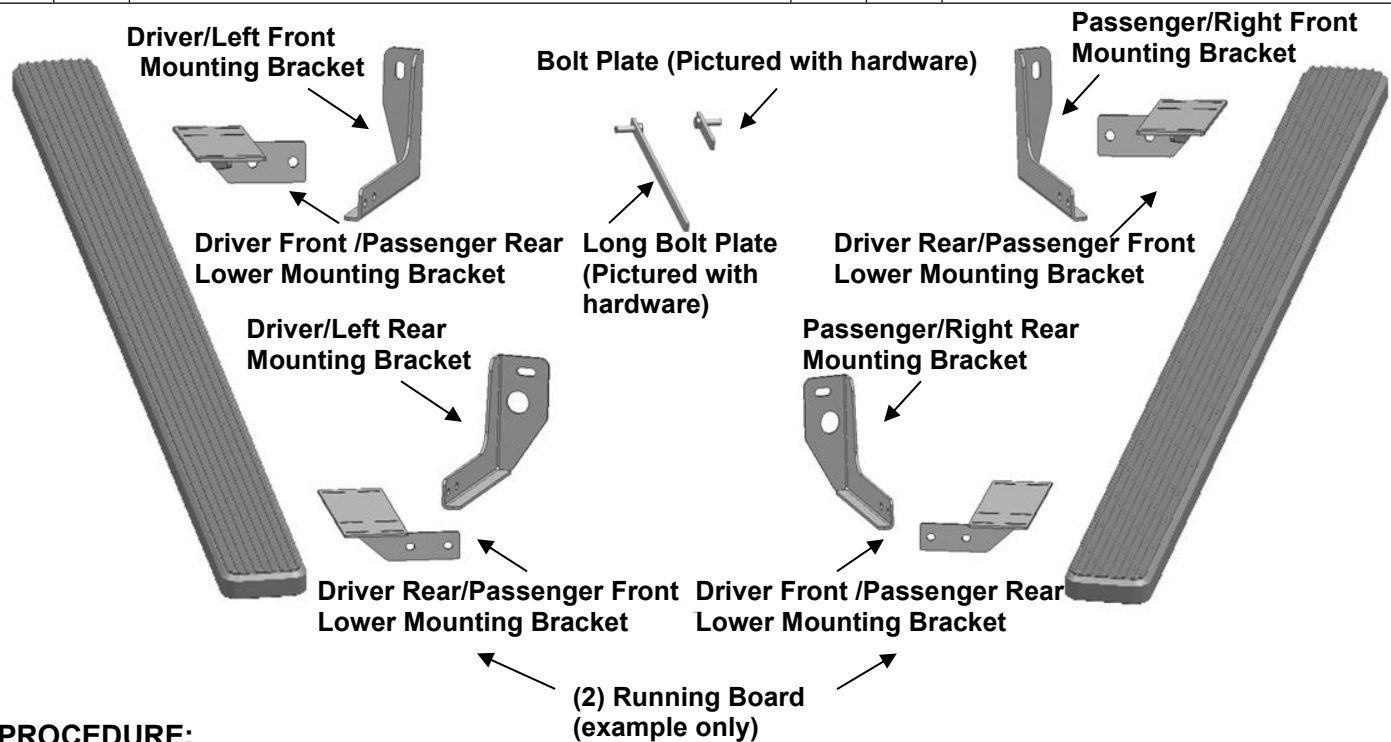 Driver/Left Front
Mounting Bracket
Bolt Plate (Pictured with hardware)
Passenger/Right Front
Mounting Bracket
Driver Front /Passenger Rear
Lower Mounting Bracket
Long Bolt Plate
(Pictured with
hardware)
Driver Rear/Passenger Front
Lower Mounting Bracket
Driver/Left Rear
Mounting Bracket
Passenger/Right Rear
Mounting Bracket
Driver Rear/Passenger Front
Lower Mounting Bracket
Driver Front /Passenger Rear
Lower Mounting Bracket
(2) Running Board
(example only)
PROCEDURE: